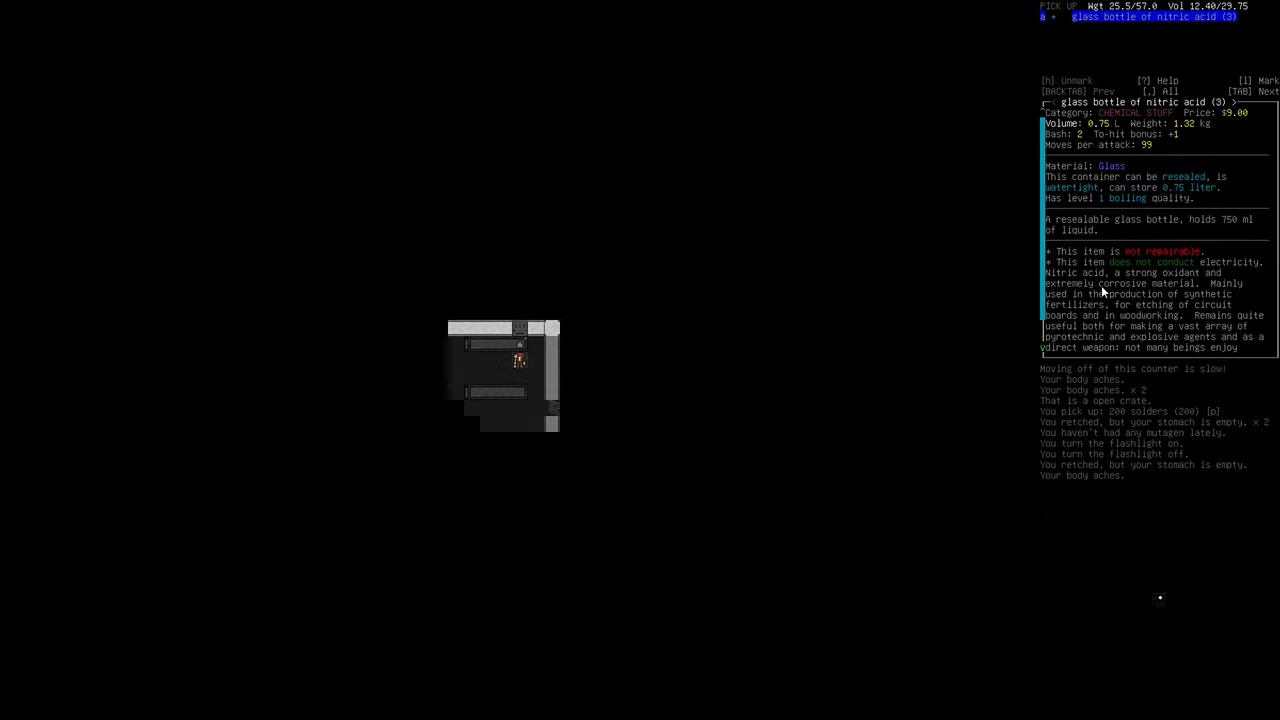 PICK UP  Wgt 25.5/57.0  Vol 12.40/29.75
a +   glass bottle of nitric acid (3)
[h] Unmark   [?] Help   [l] Mark
[BACKTAB] Prev   [,] All   [TAB] Next
< glass bottle of nitric acid (3) >
Category: CHEMICAL STUFF  Price: $9.00
Volume: 0.75 L  Weight: 1.32 kg
Bash: 2  To-hit bonus: +1
Moves per attack: 99
Material: Glass
This container can be resealed, is
watertight, can store 0.75 liter.
Has level 1 boiling quality.
A resealable glass bottle, holds 750 ml
of liquid.
* This item is not repairable.
* This item does not conduct electricity.
Nitric acid, a strong oxidant and
extremely corrosive material.  Mainly
used in the production of synthetic
fertilizers, for etching of circuit
boards and in woodworking.  Remains quite
useful both for making a vast array of
pyrotechnic and explosive agents and as a
direct weapon: not many beings enjoy
Moving off of this counter is slow!
Your body aches.
Your body aches. x 2
That is a open crate.
You pick up: 200 solders (200) [p]
You retched, but your stomach is empty. x 2
You haven't had any mutagen lately.
You turn the flashlight on.
You turn the flashlight off.
You retched, but your stomach is empty.
Your body aches.